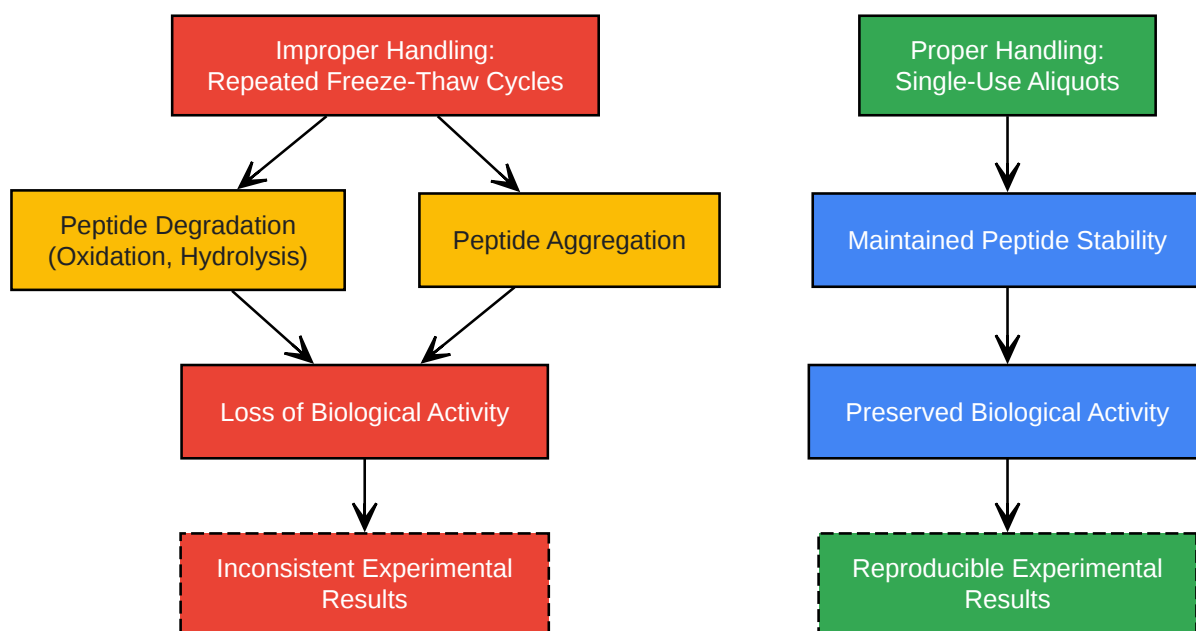 Improper Handling:
Repeated Freeze-Thaw Cycles
Proper Handling:
Single-Use Aliquots
Peptide Degradation
(Oxidation, Hydrolysis)
Peptide Aggregation
Maintained Peptide Stability
Loss of Biological Activity
Preserved Biological Activity
Inconsistent Experimental
Results
Reproducible Experimental
Results